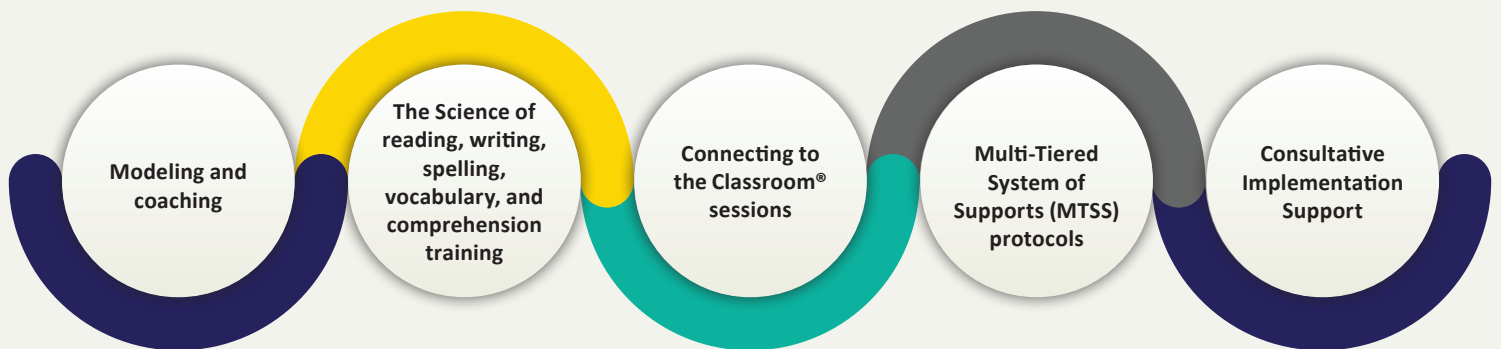 Modeling and
coaching
The Science of
reading, writing,
spelling,
vocabulary, and
comprehension
training
Connecting to
the Classroom®
sessions
Multi-Tiered
System of
Supports (MTSS)
protocols
Consultative
Implementation
Support